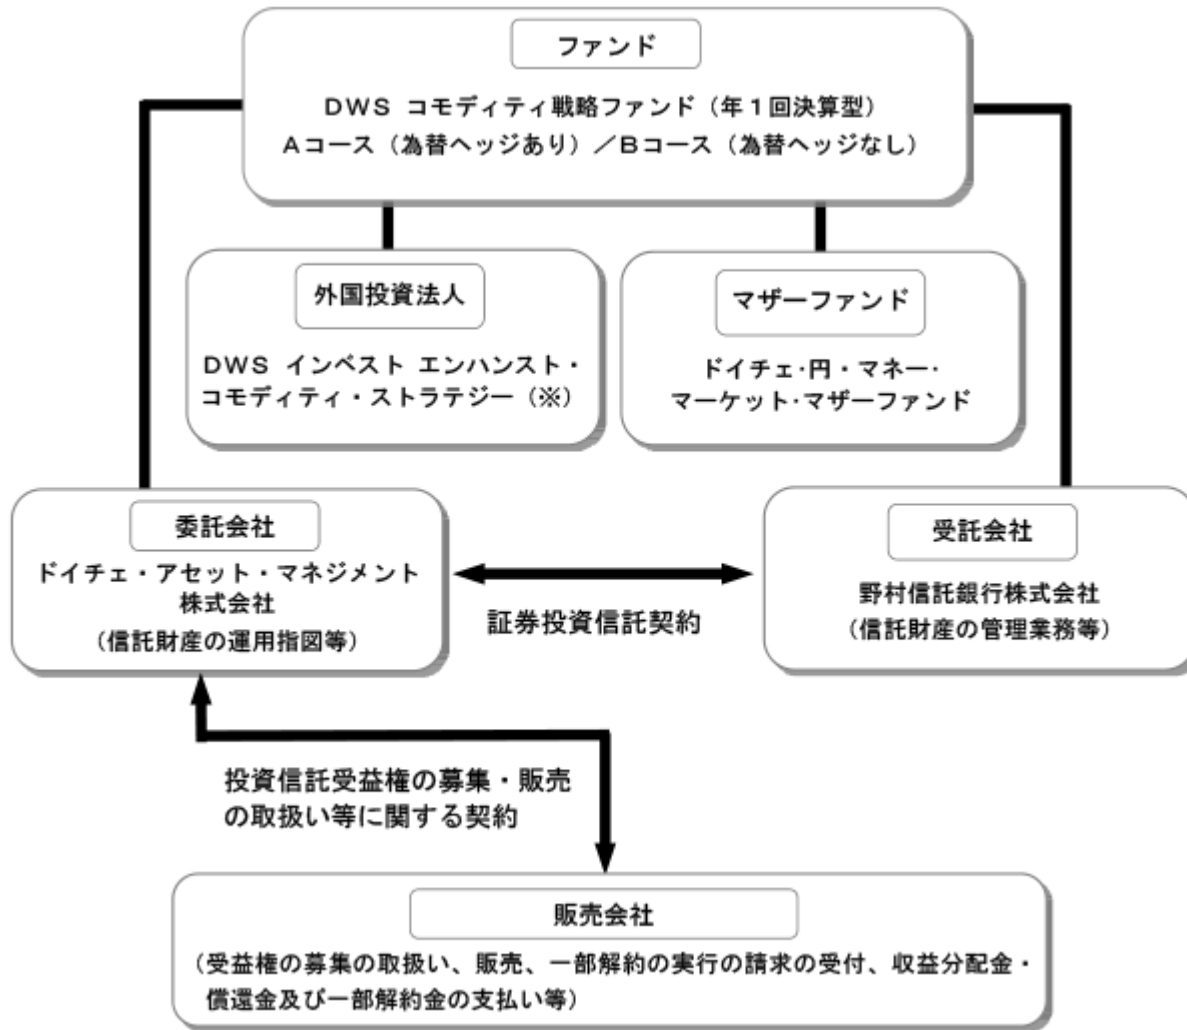 ファンド
DWS コモディティ戦略ファンド（年１回決算型）
Aコース（為替ヘッジあり）／Bコース（為替ヘッジなし）
外国投資法人
DWS インベスト エンハンスト・
コモディティ・ストラテジー（※）
マザーファンド
ドイチェ・円・マネー・
マーケット・マザーファンド
委託会社
ドイチェ・アセット・マネジメント
株式会社
（信託財産の運用指図等）
証券投資信託契約
受託会社
野村信託銀行株式会社
（信託財産の管理業務等）
投資信託受益権の募集・販売
の取扱い等に関する契約
販売会社
（受益権の募集の取扱い、販売、一部解約の実行の請求の受付、収益分配金・
償還金及び一部解約金の支払い等）